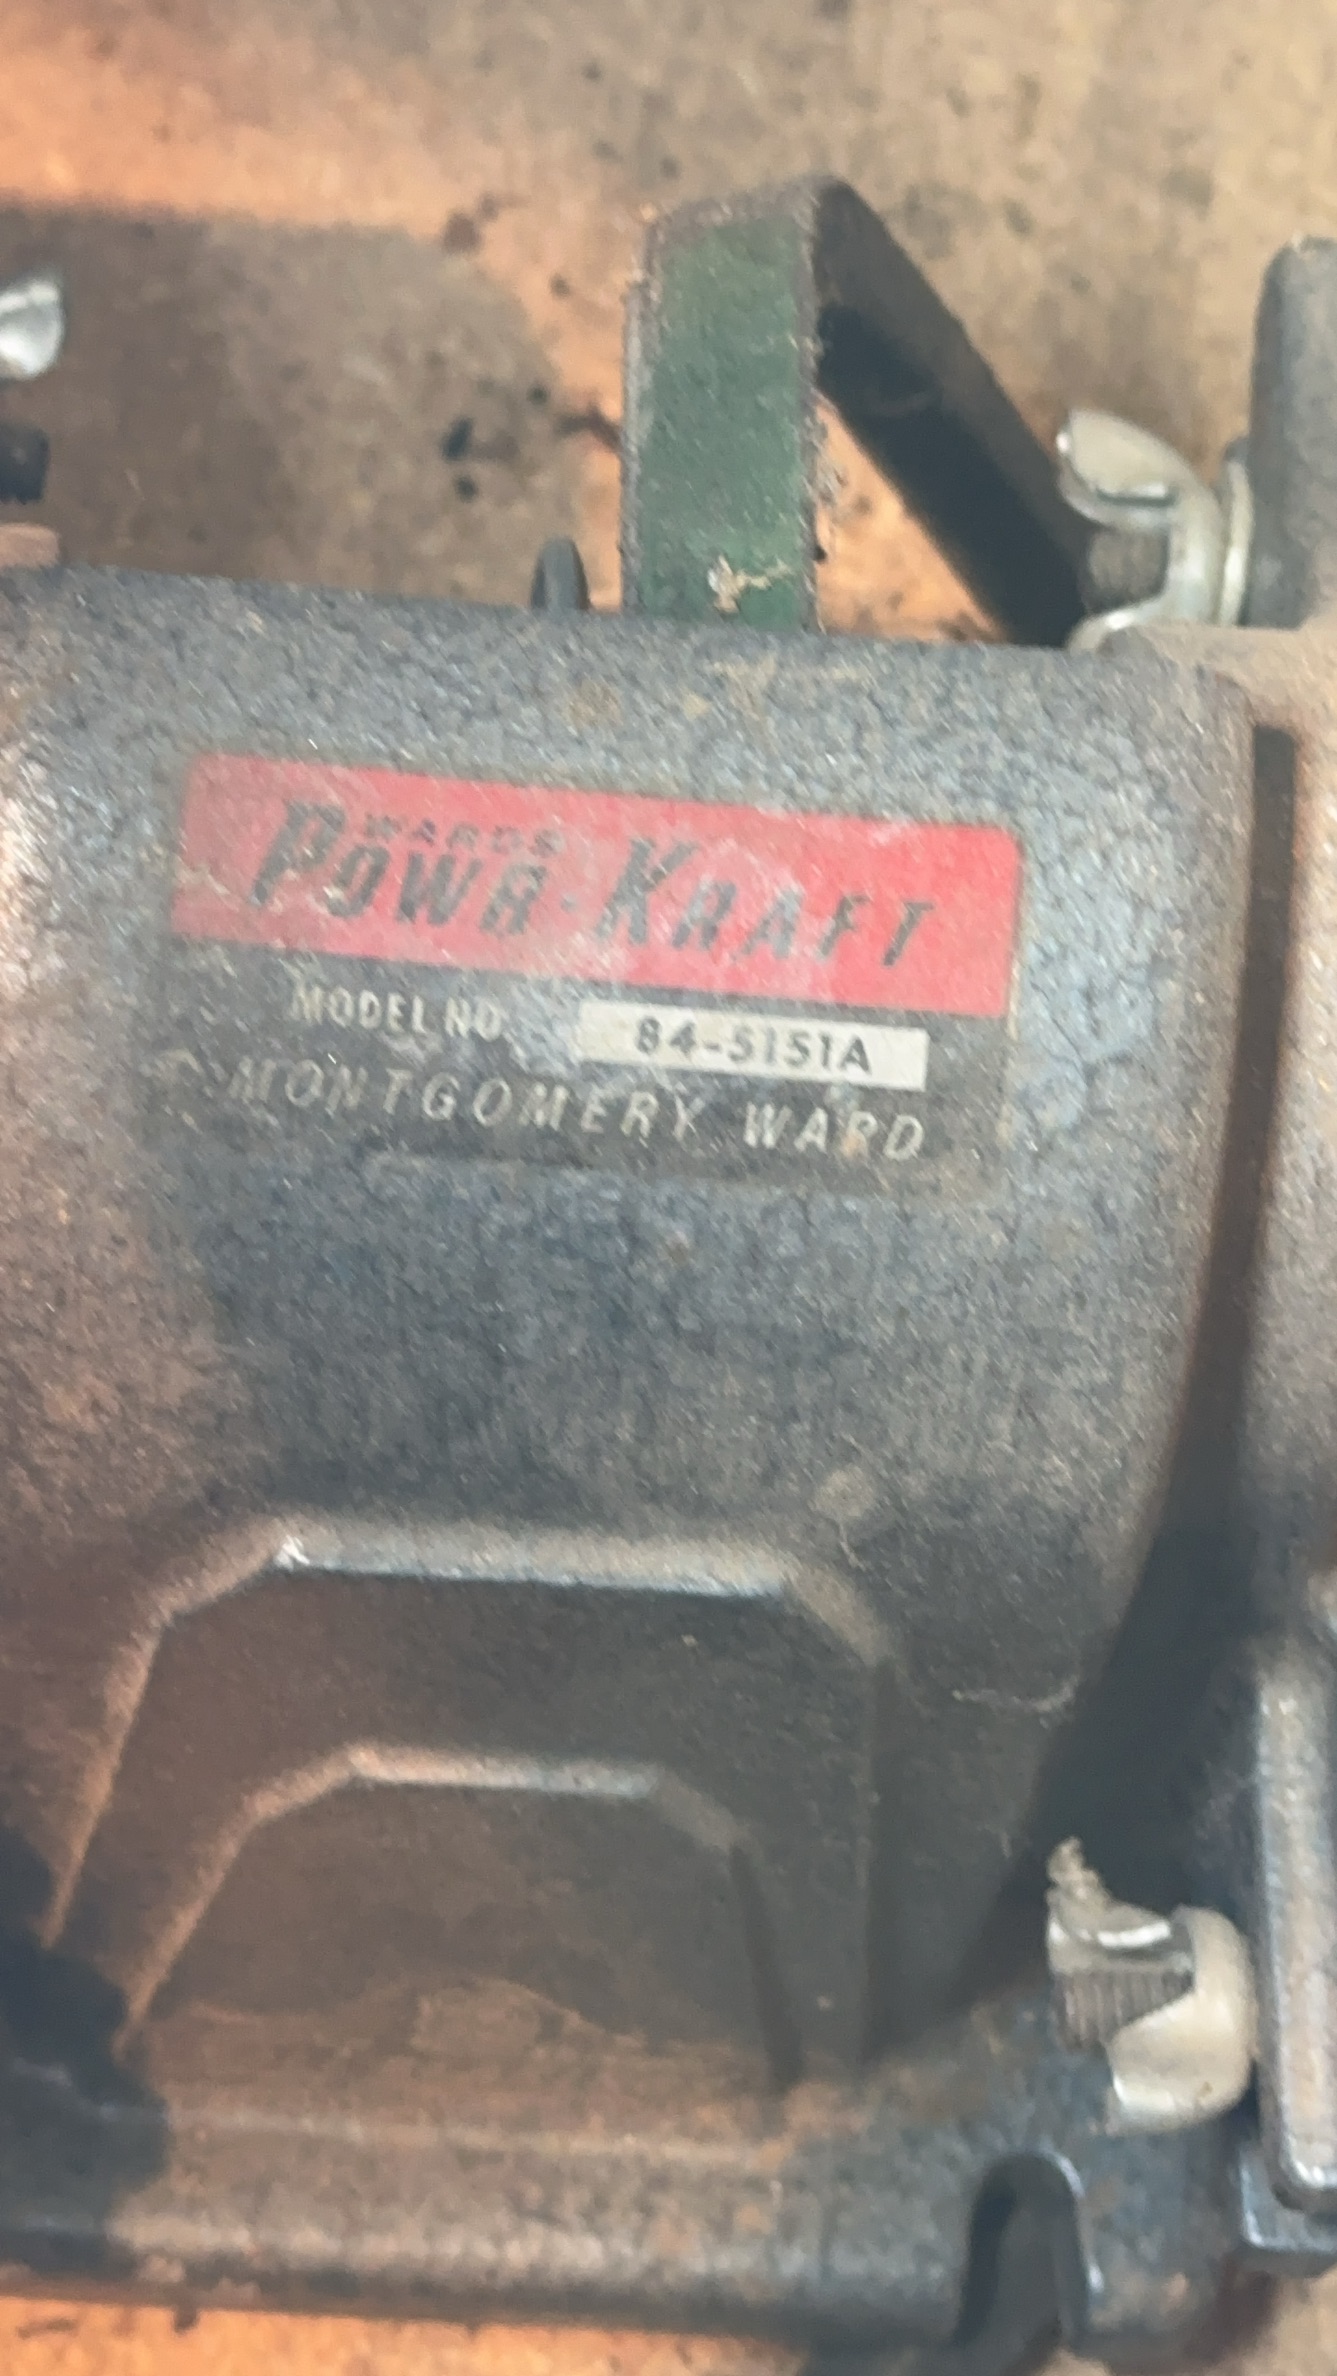 WARDS
POWR-KRAFT
MODEL NO. 84-5151A
MONTGOMERY WARD